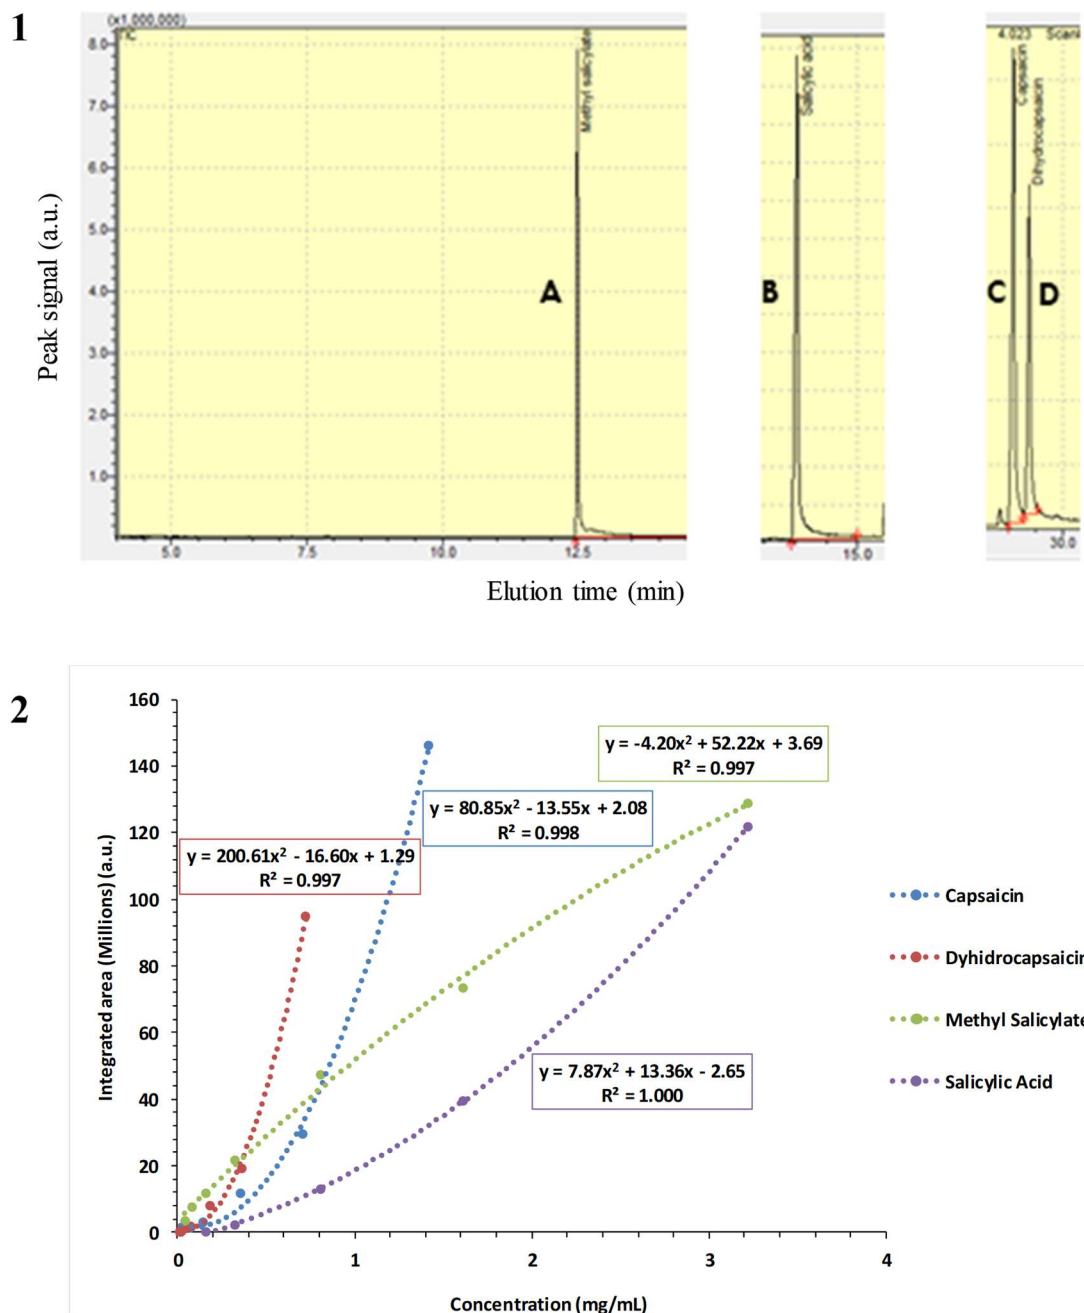 1
(x1,000,000)
TIC
8.0
7.0
6.0
5.0
4.0
3.0
2.0
1.0
5.0
7.5
10.0
12.5
Methyl salicylate
A
Salicylic acid
B
15.0
4.023
Capsaicin
Dihydrocapsaicin
C
D
30.0
Peak signal (a.u.)
Elution time (min)
2
160
140
120
100
80
60
40
20
0
Integrated area (Millions) (a.u.)
y = -4.20x² + 52.22x + 3.69
R² = 0.997
y = 80.85x² - 13.55x + 2.08
R² = 0.998
y = 200.61x² - 16.60x + 1.29
R² = 0.997
y = 7.87x² + 13.36x - 2.65
R² = 1.000
Capsaicin
Dyhidrocapsaicin
Methyl Salicylate
Salicylic Acid
0
1
2
3
4
Concentration (mg/mL)